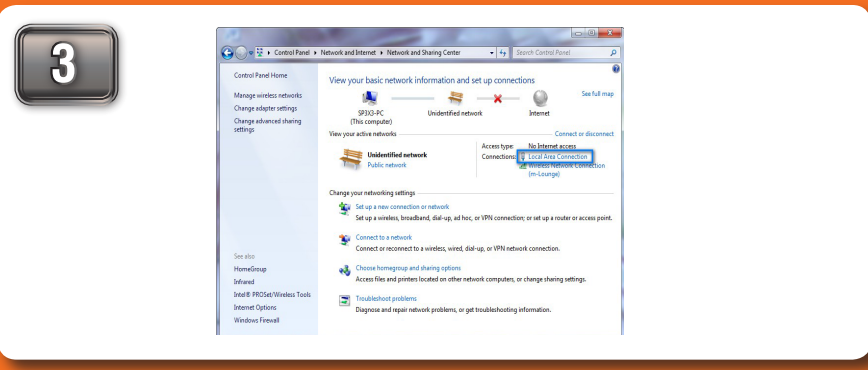 3
Control Panel ▸ Network and Internet ▸ Network and Sharing Center
Search Control Panel
Control Panel Home
Manage wireless networks
Change adapter settings
Change advanced sharing
settings
See also
HomeGroup
Infrared
Intel® PROSet/Wireless Tools
Internet Options
Windows Firewall
View your basic network information and set up connections
See full map
SP3X3-PC
(This computer)
Unidentified network
Internet
View your active networks
Connect or disconnect
Unidentified network
Public network
Access type: No Internet access
Connections: Local Area Connection
Wireless Network Connection
(m-Lounge)
Change your networking settings
Set up a new connection or network
Set up a wireless, broadband, dial-up, ad hoc, or VPN connection; or set up a router or access point.
Connect to a network
Connect or reconnect to a wireless, wired, dial-up, or VPN network connection.
Choose homegroup and sharing options
Access files and printers located on other network computers, or change sharing settings.
Troubleshoot problems
Diagnose and repair network problems, or get troubleshooting information.